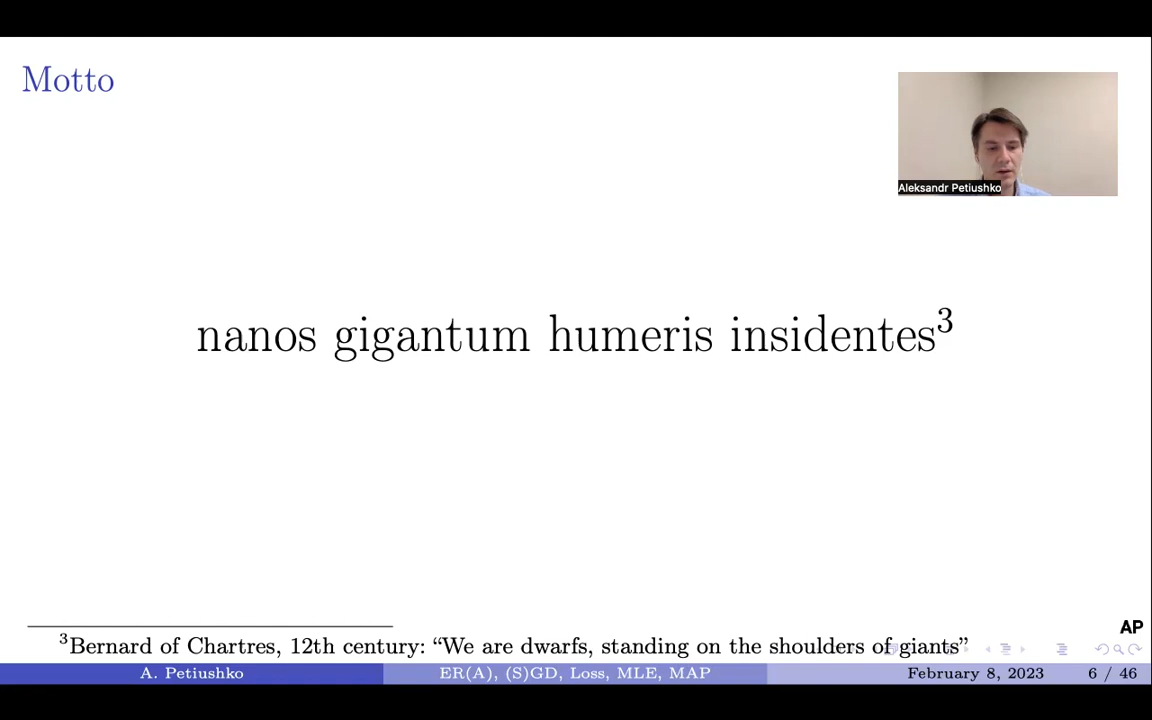 Motto
Aleksandr Petiushko
nanos gigantum humeris insidentes³
³Bernard of Chartres, 12th century: “We are dwarfs, standing on the shoulders of giants”
AP
A. Petiushko
ER(A), (S)GD, Loss, MLE, MAP
February 8, 2023
6 / 46